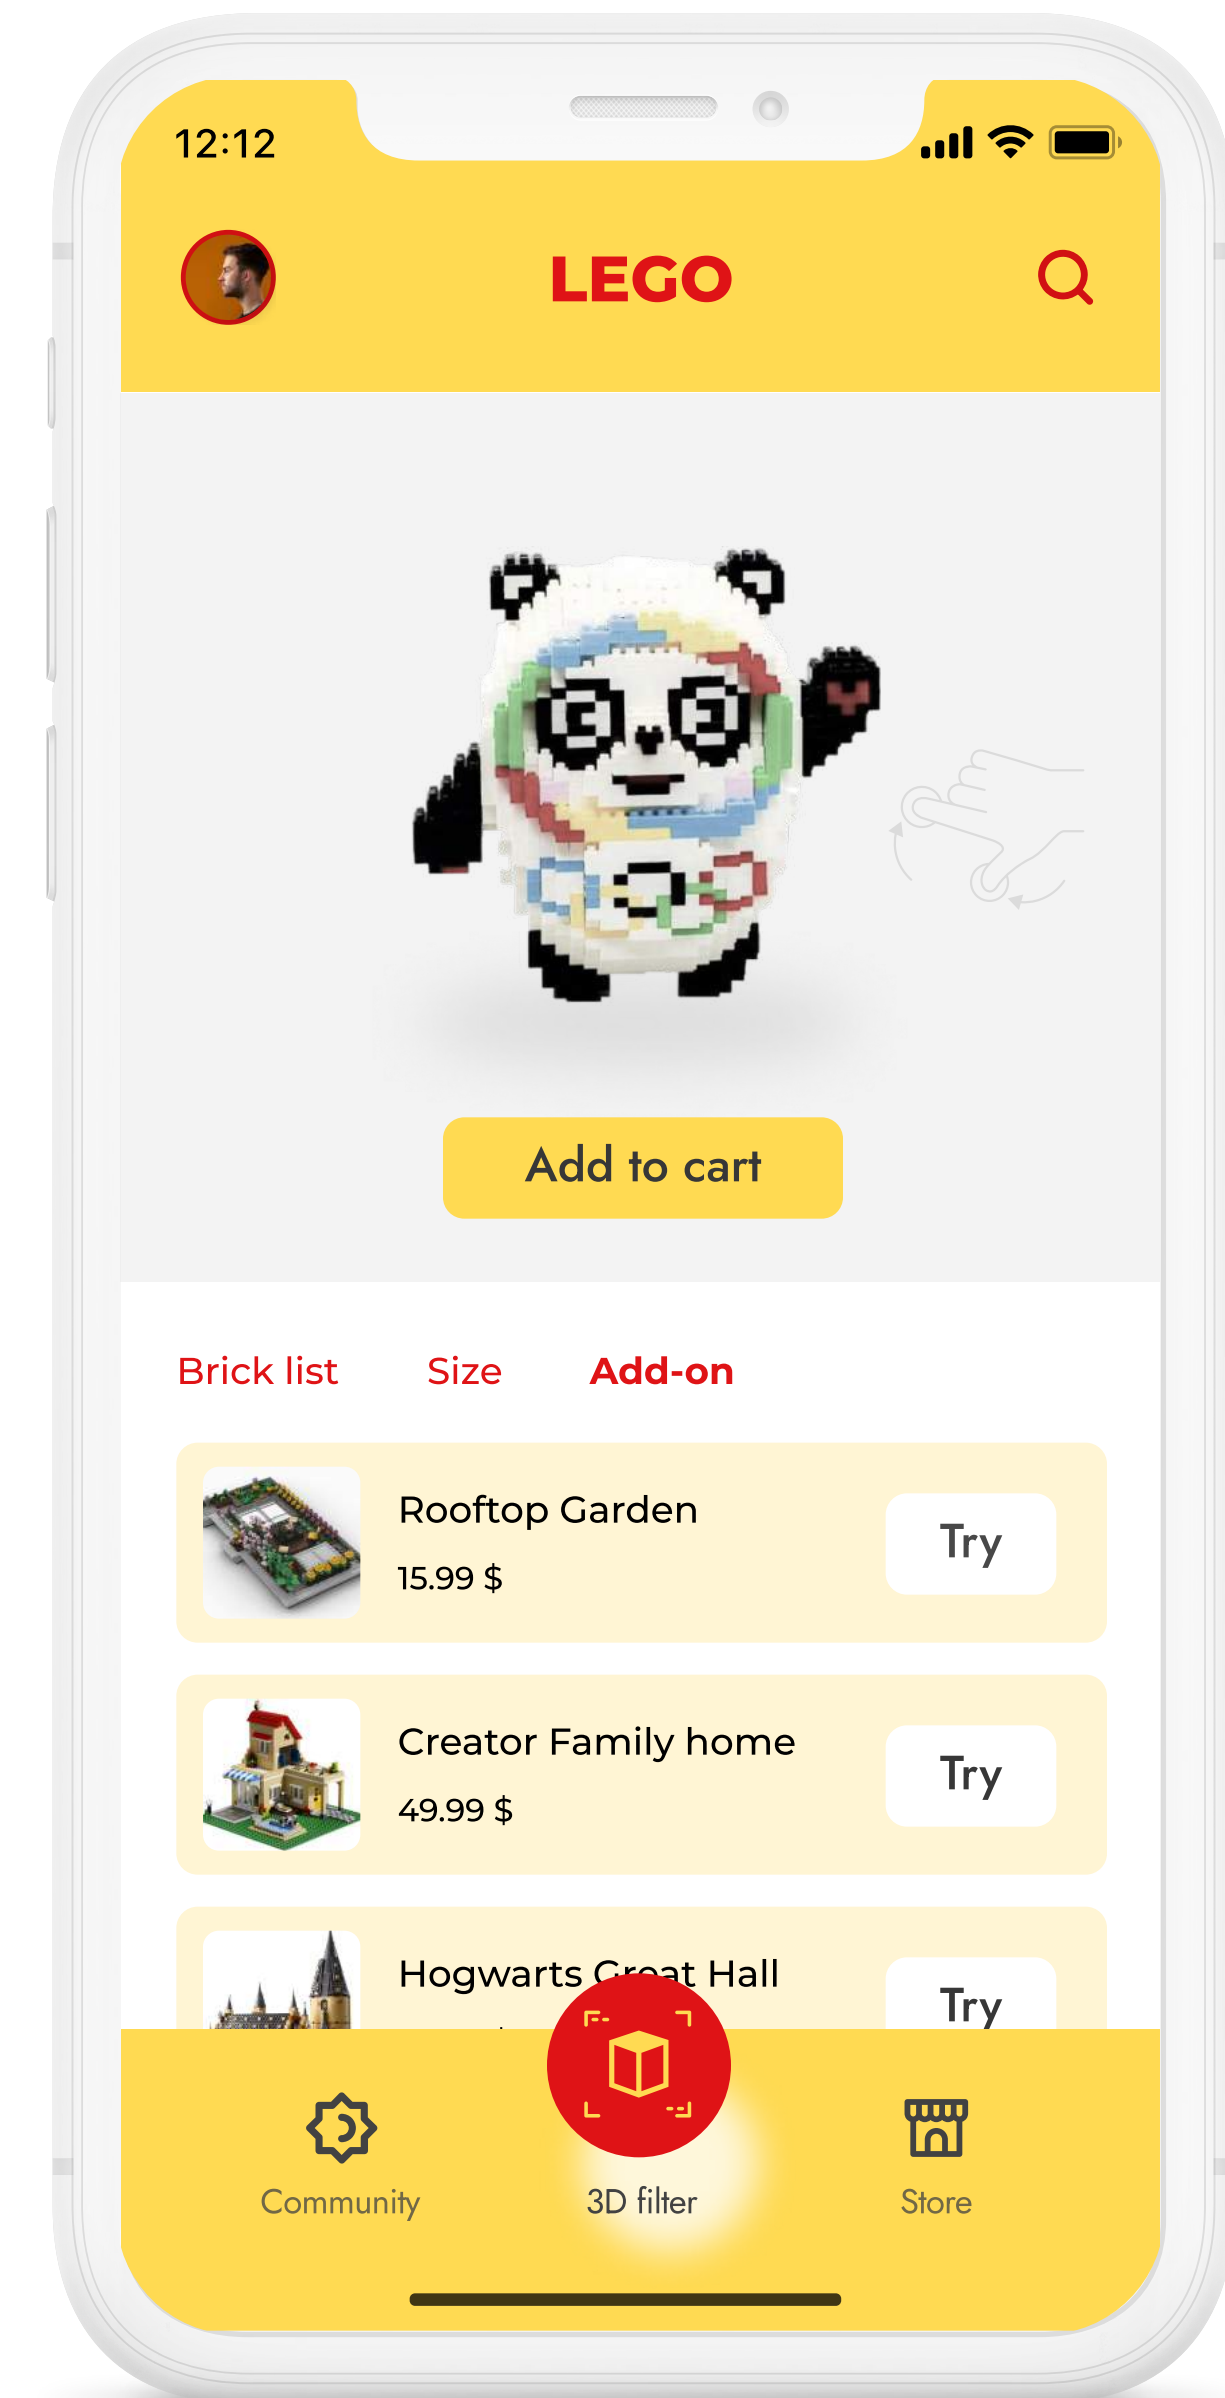 12:12
LEGO
Add to cart
Brick list Size Add-on
Rooftop Garden
15.99 $
Try
Creator Family home
49.99 $
Try
Hogwarts Great Hall
Try
Community 3D filter Store